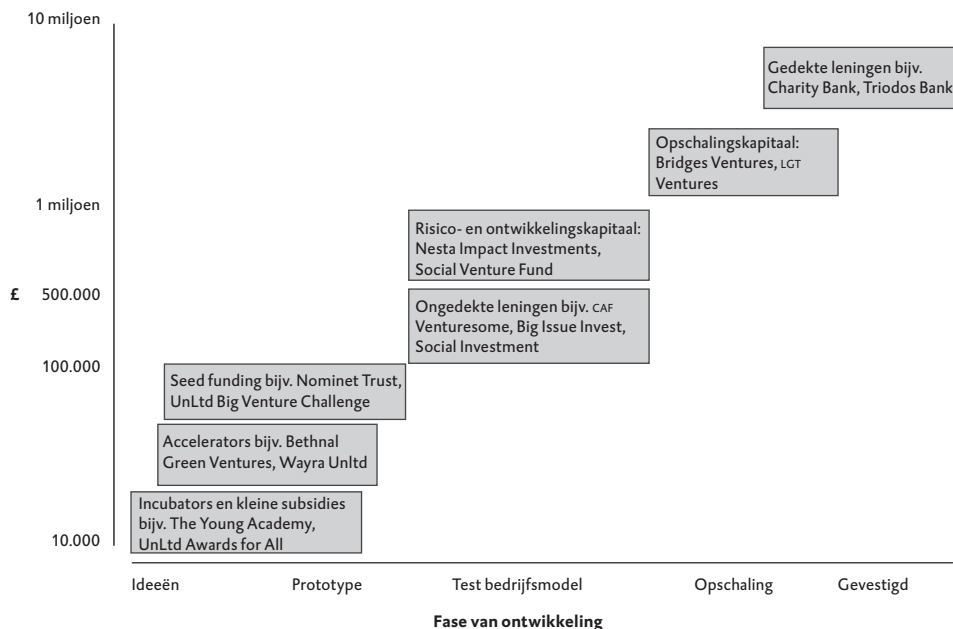 10 miljoen
Gedekte leningen bijv.
Charity Bank, Triodos Bank
Opschalingskapitaal:
Bridges Ventures, LGT
Ventures
1 miljoen
Risico- en ontwikkelingskapitaal:
Nesta Impact Investments,
Social Venture Fund
£ 500.000
Ongedekte leningen bijv. CAF
Venturesome, Big Issue Invest,
Social Investment
100.000
Seed funding bijv. Nominet Trust,
UnLtd Big Venture Challenge
Accelerators bijv. Bethnal
Green Ventures, Wayra Unltd
Incubators en kleine subsidies
bijv. The Young Academy,
UnLtd Awards for All
10.000
Ideeën Prototype Test bedrijfsmodel Opschaling Gevestigd
Fase van ontwikkeling